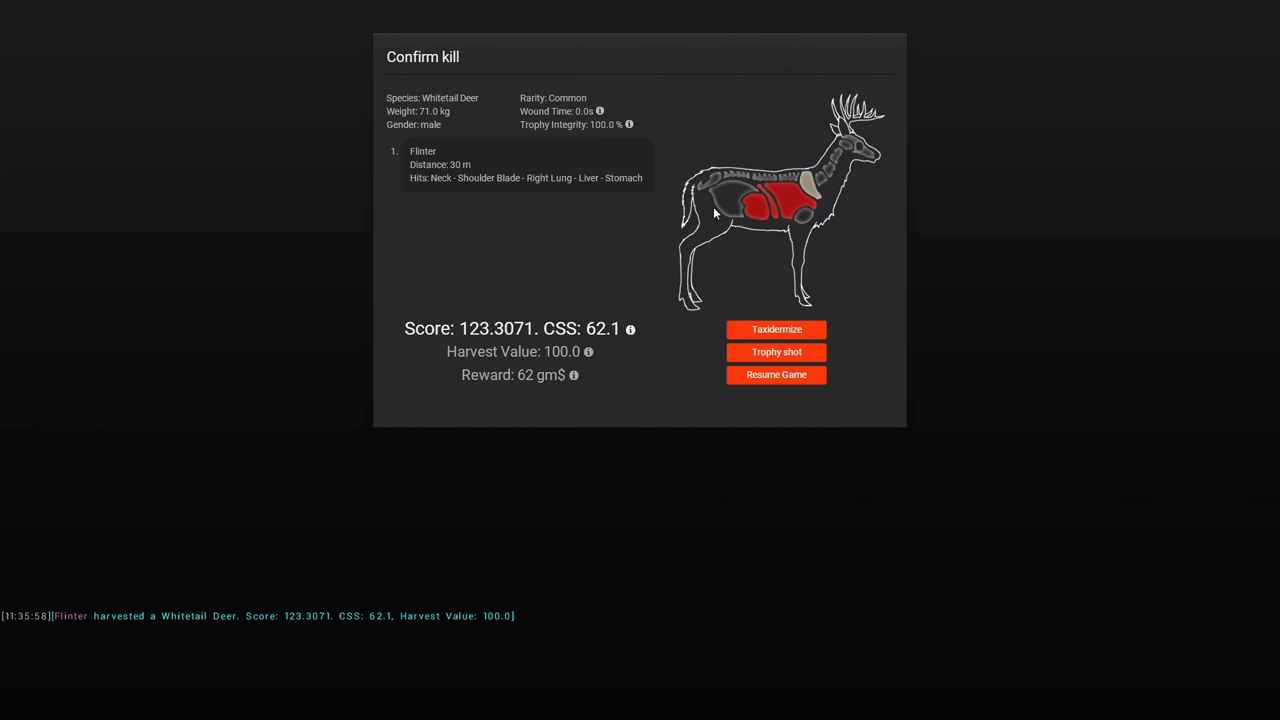 Confirm kill
Species: Whitetail Deer
Weight: 71.0 kg
Gender: male
Rarity: Common
Wound Time: 0.0s
Trophy Integrity: 100.0 %
1. Flinter
Distance: 30 m
Hits: Neck - Shoulder Blade - Right Lung - Liver - Stomach
Score: 123.3071. CSS: 62.1
Harvest Value: 100.0
Reward: 62 gm$
Taxidermize
Trophy shot
Resume Game
[11:35:58][Flinter harvested a Whitetail Deer. Score: 123.3071. CSS: 62.1, Harvest Value: 100.0]